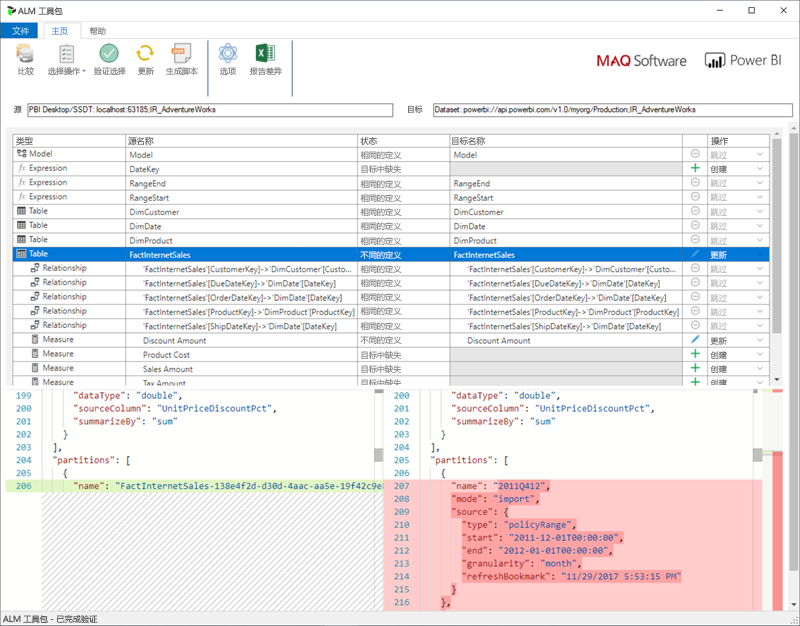 ALM 工具包
文件 主页 帮助
比较 选择操作 验证选择 更新 生成脚本 选项 报告差异
MAQ Software Power BI
源 PBI Desktop/SSDT: localhost:63185;IR_AdventureWorks 目标 Dataset: powerbi://api.powerbi.com/v1.0/myorg/Production;IR_AdventureWorks
类型 源名称 状态 目标名称 操作
Model Model 相同的定义 Model 跳过
Expression DateKey 目标中缺失 创建
Expression RangeEnd 相同的定义 RangeEnd 跳过
Expression RangeStart 相同的定义 RangeStart 跳过
Table DimCustomer 相同的定义 DimCustomer 跳过
Table DimDate 相同的定义 DimDate 跳过
Table DimProduct 相同的定义 DimProduct 跳过
Table FactInternetSales 不同的定义 FactInternetSales 更新
Relationship 'FactInternetSales'[CustomerKey]->'DimCustomer'[Custo... 相同的定义 'FactInternetSales'[CustomerKey]->'DimCustomer'[Custo... 跳过
Relationship 'FactInternetSales'[DueDateKey]->'DimDate'[DateKey] 相同的定义 'FactInternetSales'[DueDateKey]->'DimDate'[DateKey] 跳过
Relationship 'FactInternetSales'[OrderDateKey]->'DimDate'[DateKey] 相同的定义 'FactInternetSales'[OrderDateKey]->'DimDate'[DateKey] 跳过
Relationship 'FactInternetSales'[ProductKey]->'DimProduct'[ProductKey] 相同的定义 'FactInternetSales'[ProductKey]->'DimProduct'[ProductKey] 跳过
Relationship 'FactInternetSales'[ShipDateKey]->'DimDate'[DateKey] 相同的定义 'FactInternetSales'[ShipDateKey]->'DimDate'[DateKey] 跳过
Measure Discount Amount 不同的定义 Discount Amount 更新
Measure Product Cost 目标中缺失 创建
Measure Sales Amount 目标中缺失 创建
Measure Tax Amount 目标中缺失 创建
199 "dataType": "double",
200 "sourceColumn": "UnitPriceDiscountPct",
201 "summarizeBy": "sum"
202 }
203 ],
204 "partitions": [
205 {
206 "name": "FactInternetSales-138e4f2d-d30d-4aac-aa5e-19f42c9e
200 "dataType": "double",
201 "sourceColumn": "UnitPriceDiscountPct",
202 "summarizeBy": "sum"
203 }
204 ],
205 "partitions": [
206 {
207 "name": "2011Q412",
208 "mode": "import",
209 "source": {
210 "type": "policyRange",
211 "start": "2011-12-01T00:00:00",
212 "end": "2012-01-01T00:00:00",
213 "granularity": "month",
214 "refreshBookmark": "11/29/2017 5:53:15 PM"
215 }
216 },
ALM 工具包 - 已完成验证